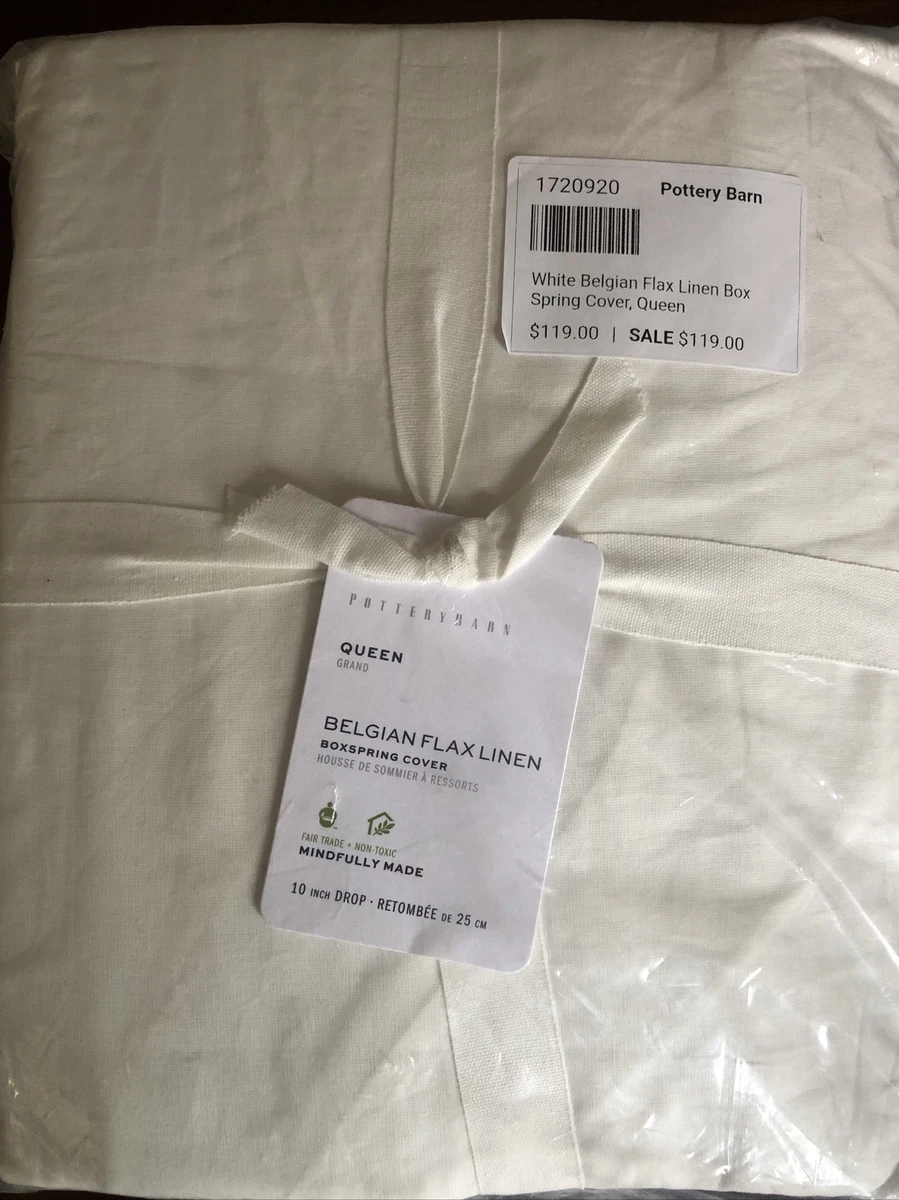 1720920 Pottery Barn
White Belgian Flax Linen Box
Spring Cover, Queen
$119.00 | SALE $119.00
POTTERY BARN
QUEEN
GRAND
BELGIAN FLAX LINEN
BOXSPRING COVER
HOUSSE DE SOMMIER À RESSORTS
FAIR TRADE + NON-TOXIC
MINDFULLY MADE
10 INCH DROP · RETOMBÉE DE 25 CM